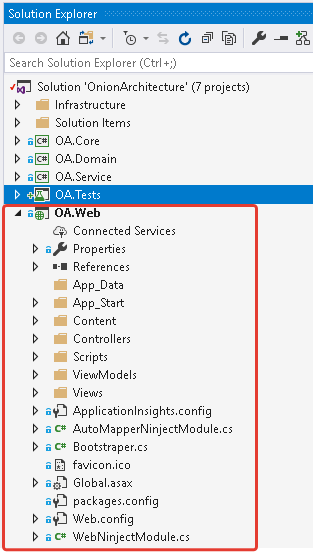 Solution Explorer
Search Solution Explorer (Ctrl+;)
Solution 'OnionArchitecture' (7 projects)
Infrastructure
Solution Items
C# OA.Core
C# OA.Domain
C# OA.Service
OA.Tests
OA.Web
Connected Services
Properties
References
App_Data
App_Start
Content
Controllers
Scripts
ViewModels
Views
ApplicationInsights.config
C# AutoMapperNinjectModule.cs
C# Bootstraper.cs
favicon.ico
Global.asax
packages.config
Web.config
C# WebNinjectModule.cs